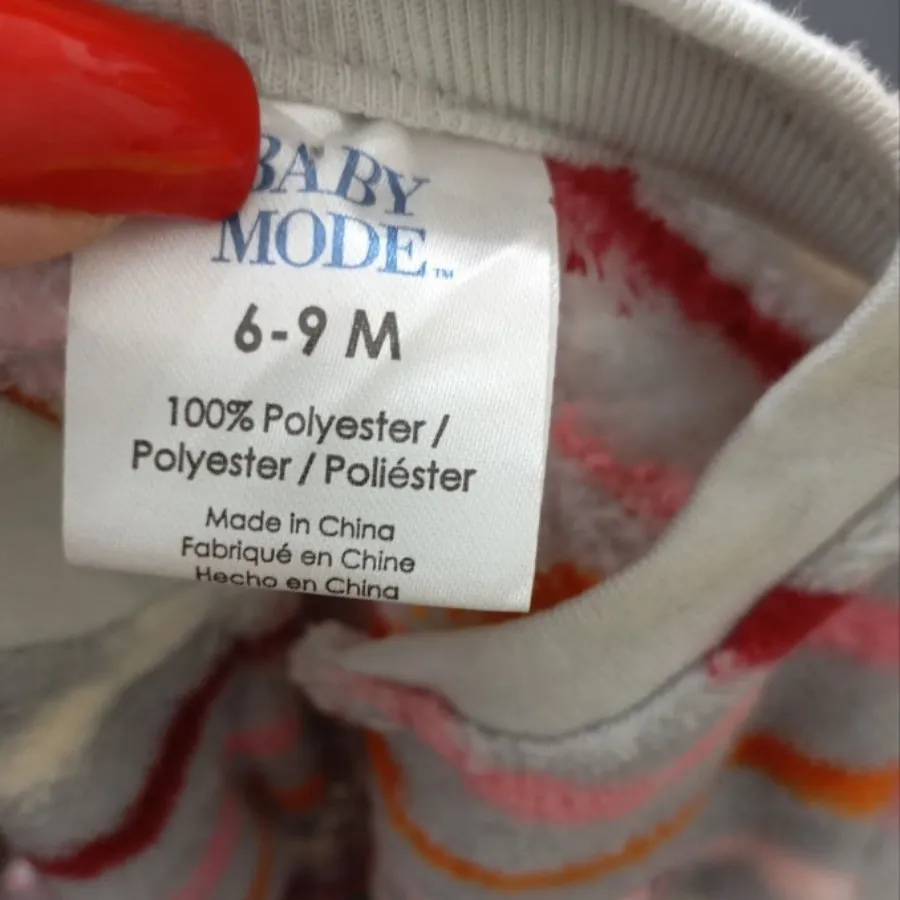 BABY
MODE™
6-9 M
100% Polyester /
Polyester / Poliéster
Made in China
Fabriqué en Chine
Hecho en China